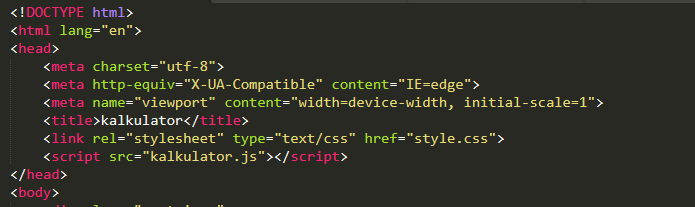 <!DOCTYPE html>
<html lang="en">
<head>
<meta charset="utf-8">
<meta http-equiv="X-UA-Compatible" content="IE=edge">
<meta name="viewport" content="width=device-width, initial-scale=1">
<title>kalkulator</title>
<link rel="stylesheet" type="text/css" href="style.css">
<script src="kalkulator.js"></script>
</head>
<body>